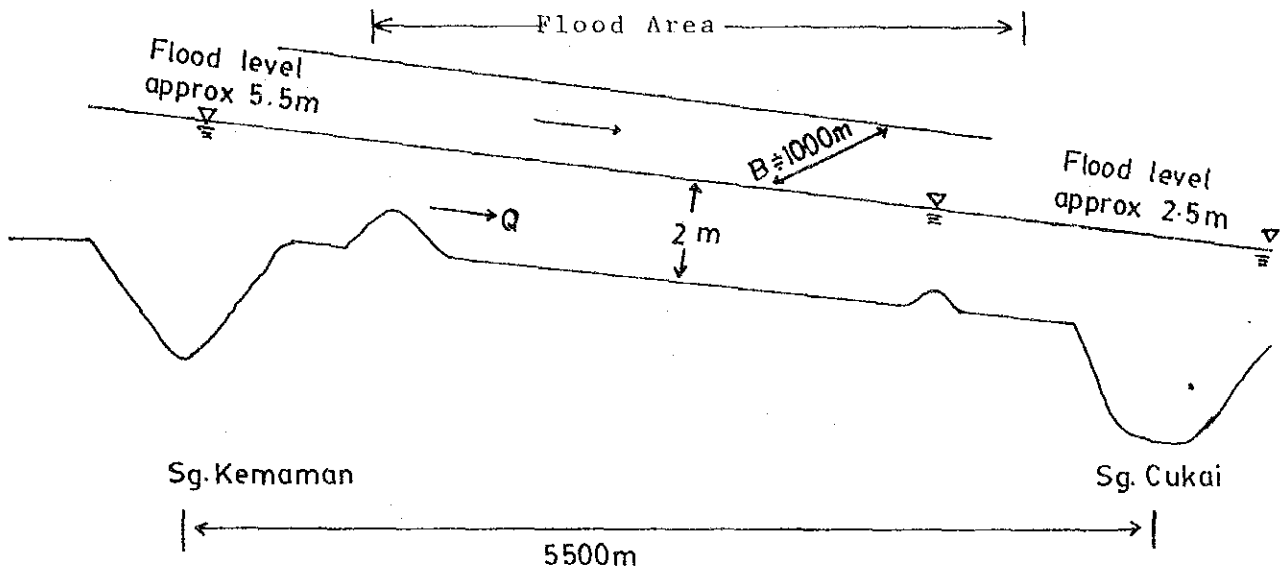 Flood Area
Flood level
approx 5.5m
B≑1000m
Flood level
approx 2.5m
Q
2 m
Sg. Kemaman
Sg. Cukai
5500m